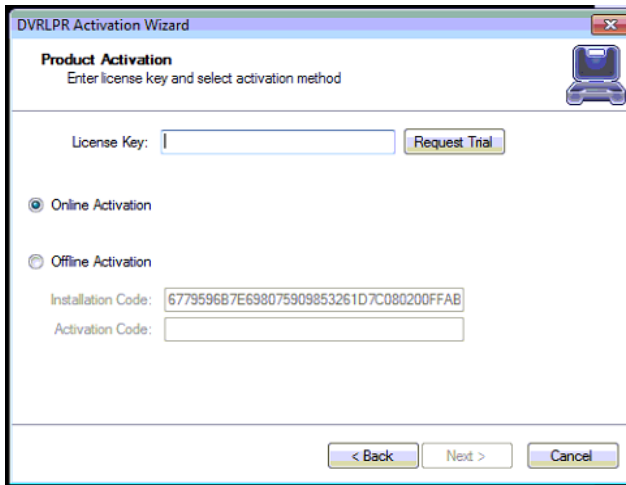 DVRLPR Activation Wizard
Product Activation
Enter license key and select activation method
License Key:
Request Trial
Online Activation
Offline Activation
Installation Code: 6779596B7E698075909853261D7C080200FFAB
Activation Code:
< Back Next > Cancel